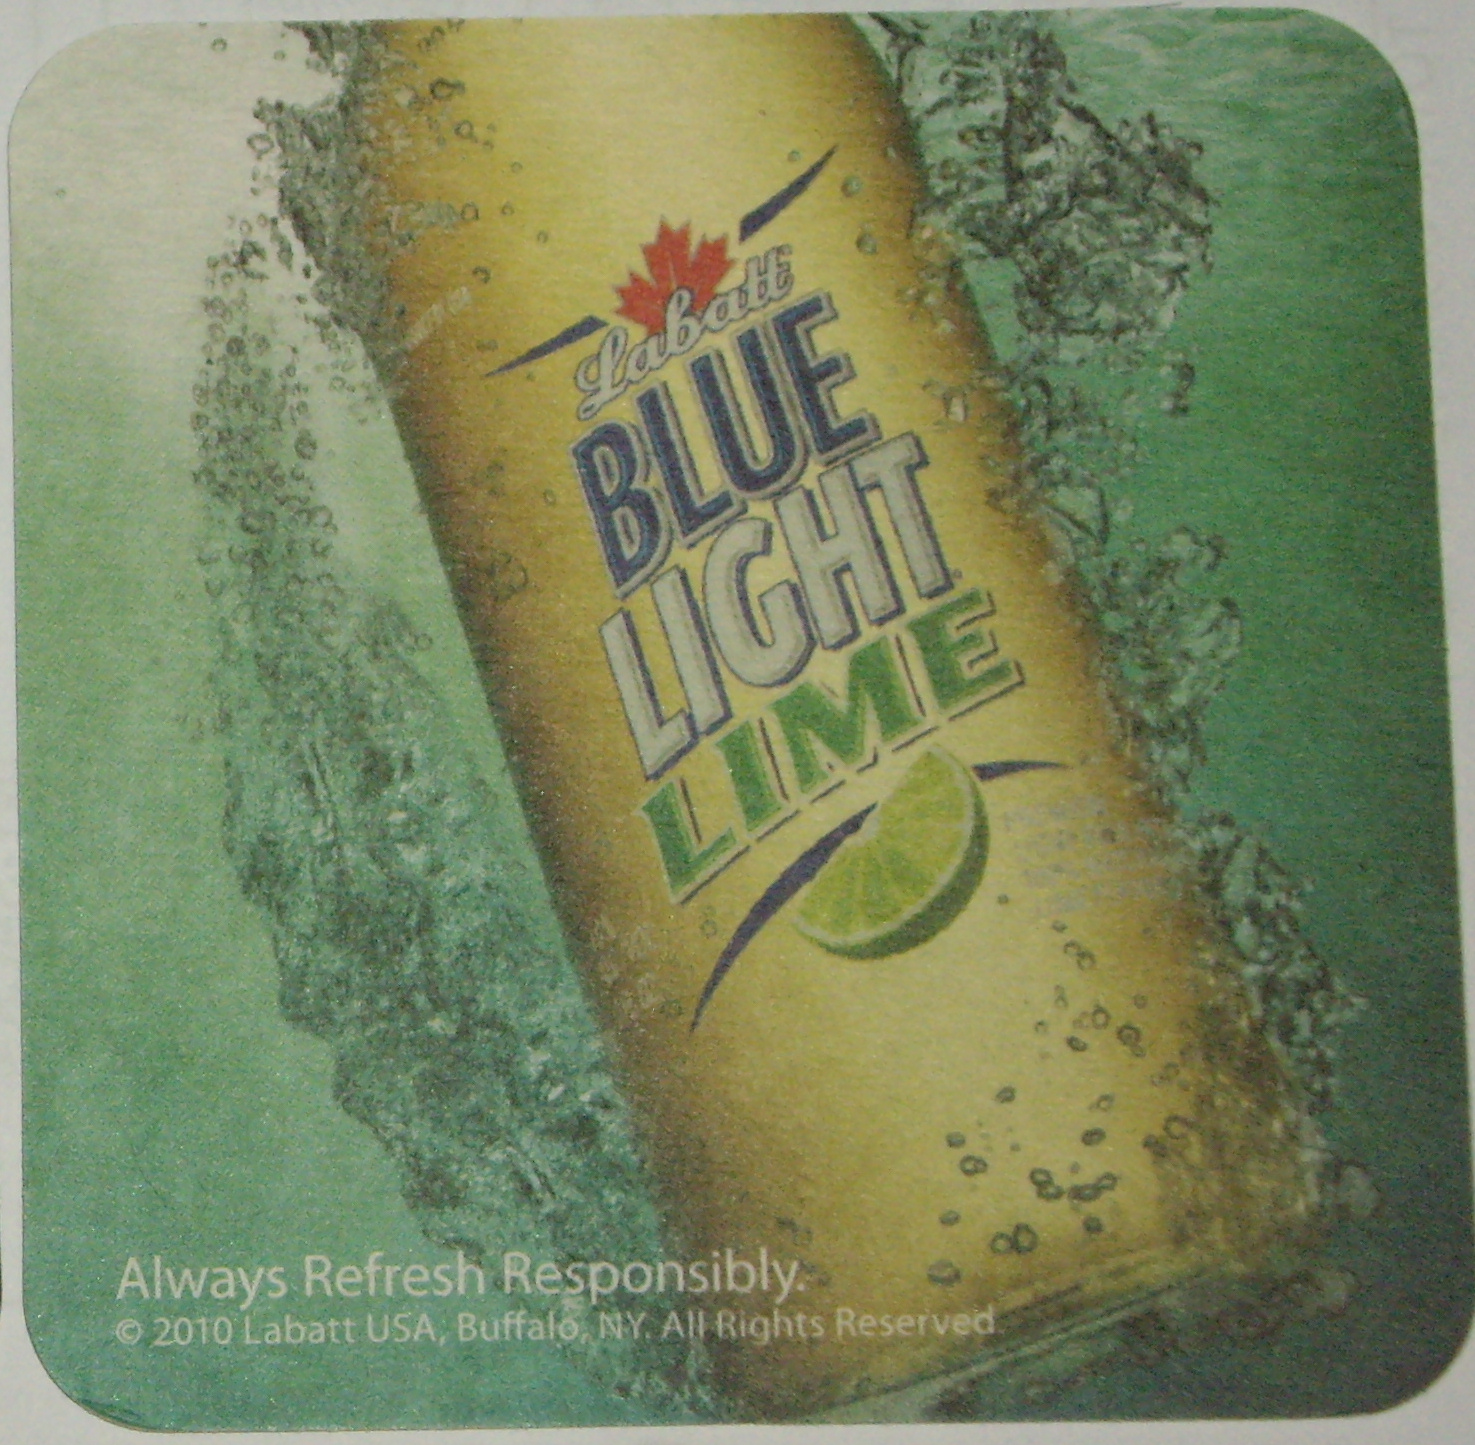 Labatt
BLUE
LIGHT
LIME
Always Refresh Responsibly.
© 2010 Labatt USA, Buffalo, NY. All Rights Reserved